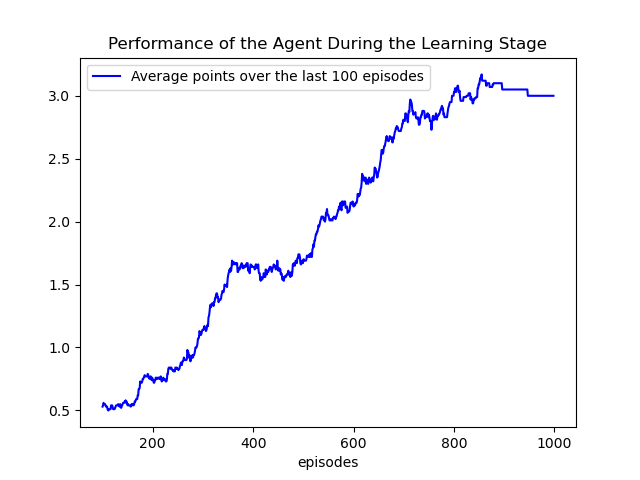 Performance of the Agent During the Learning Stage
Average points over the last 100 episodes
3.0
2.5
2.0
1.5
1.0
0.5
200 400 600 800 1000
episodes